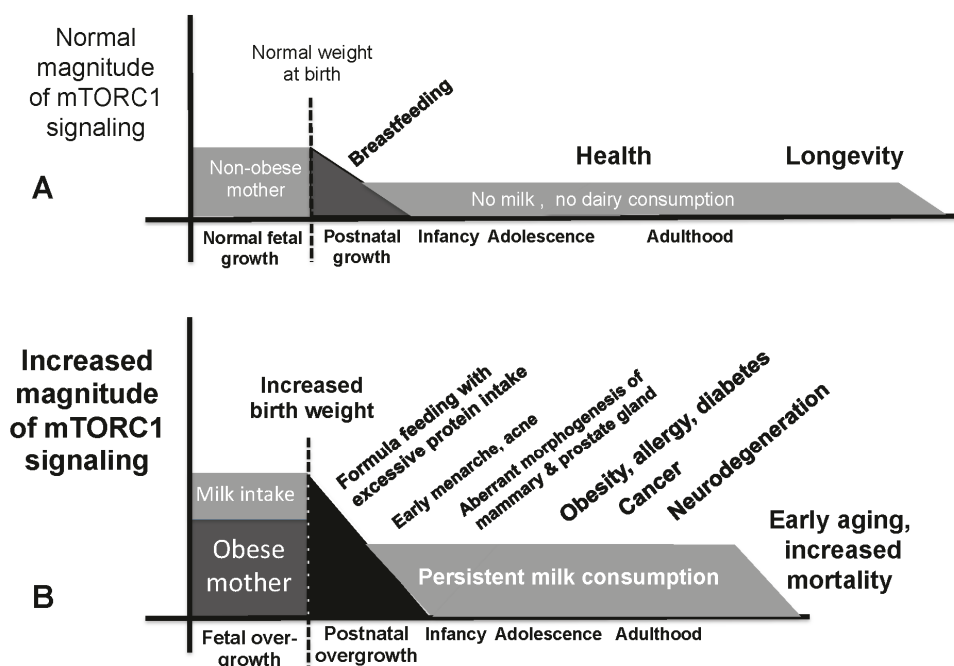 Normal
magnitude
of mTORC1
signaling
Normal weight
at birth
Breastfeeding
Non-obese
mother
Health
Longevity
No milk , no dairy consumption
A
Normal fetal
growth
Postnatal
growth
Infancy
Adolescence
Adulthood
Increased
magnitude
of mTORC1
signaling
Increased
birth weight
Formula feeding with
excessive protein intake
Early menarche, acne
Aberrant morphogenesis of
mammary & prostate gland
Obesity, allergy, diabetes
Cancer
Neurodegeneration
Early aging,
increased
mortality
Milk intake
Obese
mother
Persistent milk consumption
B
Fetal over-
growth
Postnatal
overgrowth
Infancy
Adolescence
Adulthood